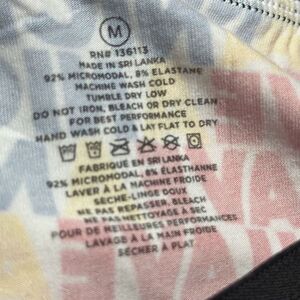 M
RN# 136113
MADE IN SRI LANKA
92% MICROMODAL, 8% ELASTANE
MACHINE WASH COLD
TUMBLE DRY LOW
DO NOT IRON, BLEACH OR DRY CLEAN
FOR BEST PERFORMANCE
HAND WASH COLD & LAY FLAT TO DRY
FABRIQUÉ EN SRI LANKA
92% MICROMODAL, 8% ÉLASTHANNE
LAVER À LA MACHINE FROIDE
SÈCHE-LINGE DOUX
NE PAS REPASSER, BLEACH
NE PAS NETTOYAGE À SEC
POUR DE MEILLEURES PERFORMANCES
LAVAGE À LA MAIN FROID
SÉCHER À PLAT